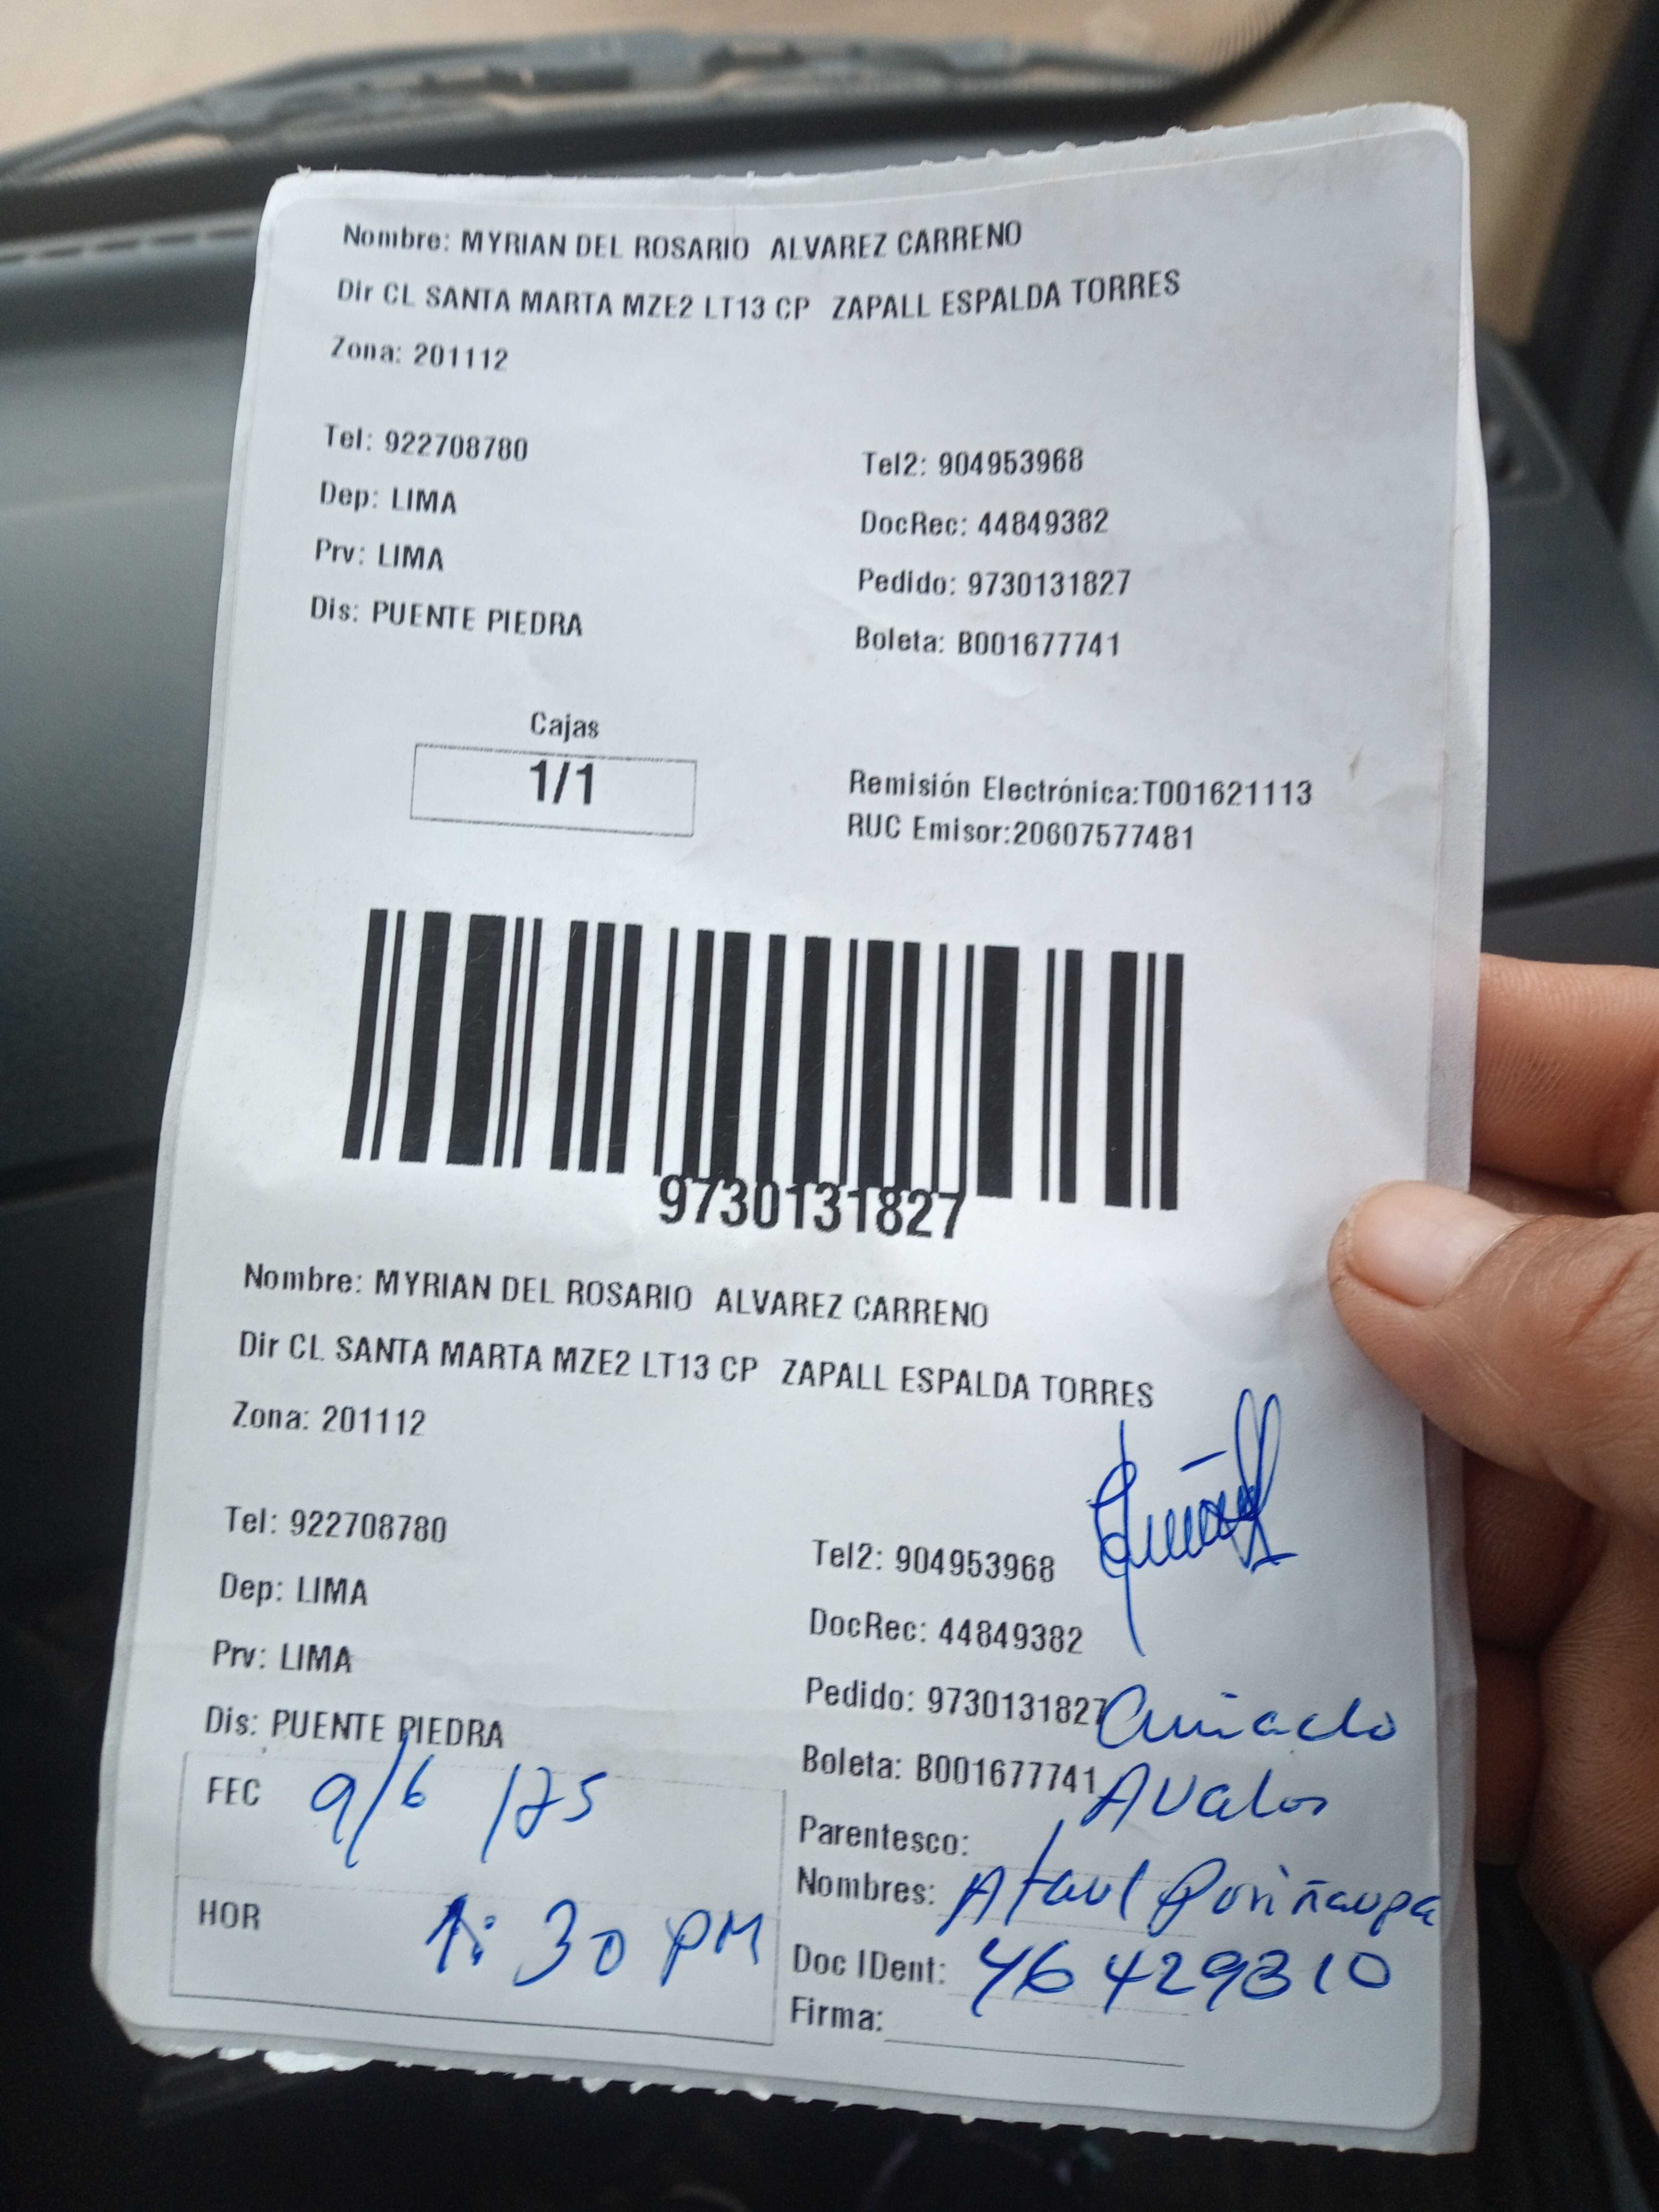 Nombre: MYRIAN DEL ROSARIO ALVAREZ CARRENO
Dir CL SANTA MARTA MZE2 LT13 CP ZAPALL ESPALDA TORRES
Zona: 201112
Tel: 922708780
Tel2: 904953968
Dep: LIMA
DocRec: 44849382
Prv: LIMA
Pedido: 9730131827
Dis: PUENTE PIEDRA
Boleta: B001677741
Cajas
1/1
Remisión Electrónica:T001621113
RUC Emisor:20607577481
9730131827
Nombre: MYRIAN DEL ROSARIO ALVAREZ CARRENO
Dir CL SANTA MARTA MZE2 LT13 CP ZAPALL ESPALDA TORRES
Zona: 201112
Tel: 922708780
Tel2: 904953968
Dep: LIMA
DocRec: 44849382
Prv: LIMA
Pedido: 9730131827
Cuñado
Dis: PUENTE PIEDRA
Boleta: B001677741
Avalos
FEC 9/6/25
Parentesco:
Nombres:
HOR 1:30 PM
Doc IDent: 46429310
Firma: